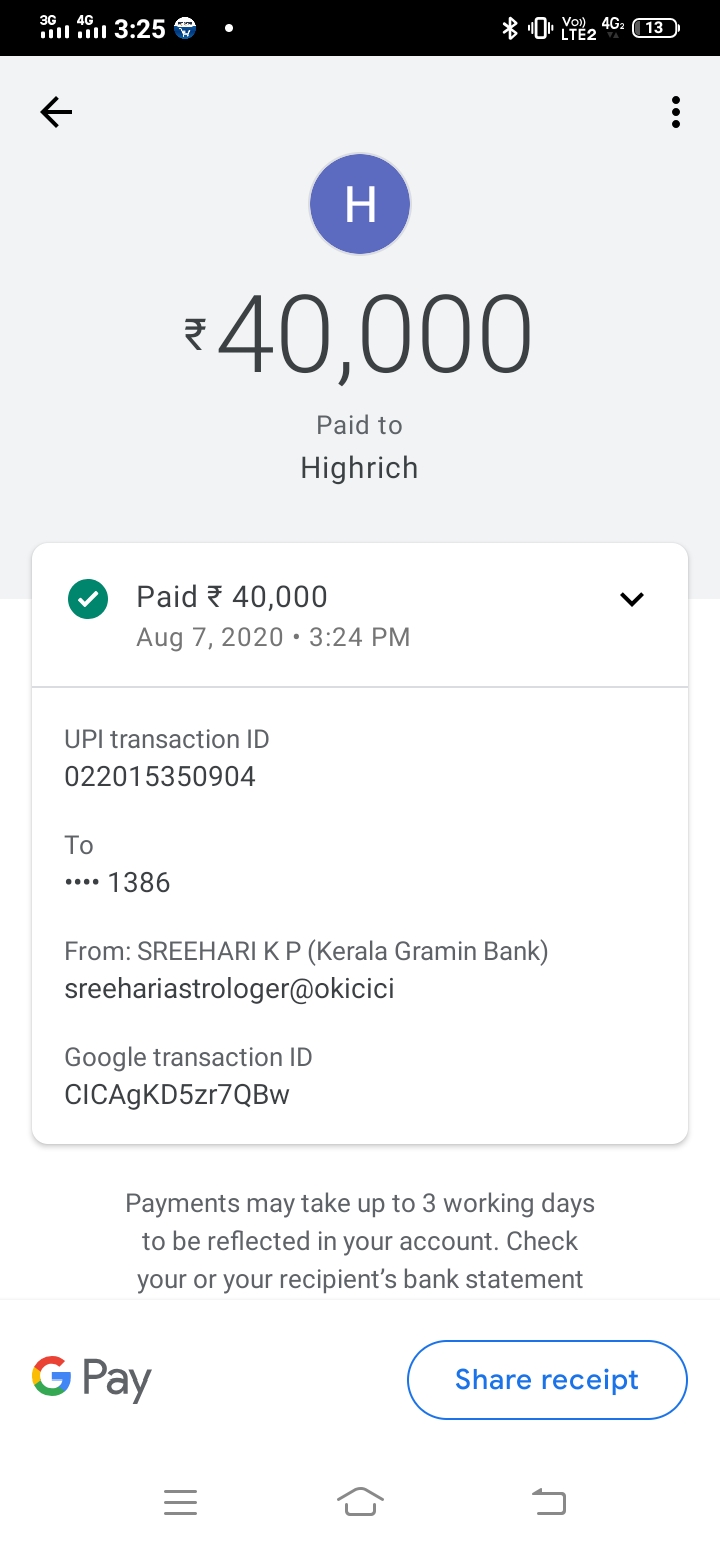 3G 4G 3:25 Vo)) LTE2 4G2 13
H
₹40,000
Paid to
Highrich
Paid ₹ 40,000
Aug 7, 2020 • 3:24 PM
UPI transaction ID
022015350904
To
•••• 1386
From: SREEHARI K P (Kerala Gramin Bank)
sreehariastrologer@okicici
Google transaction ID
CICAgKD5zr7QBw
Payments may take up to 3 working days
to be reflected in your account. Check
your or your recipient's bank statement
G Pay
Share receipt